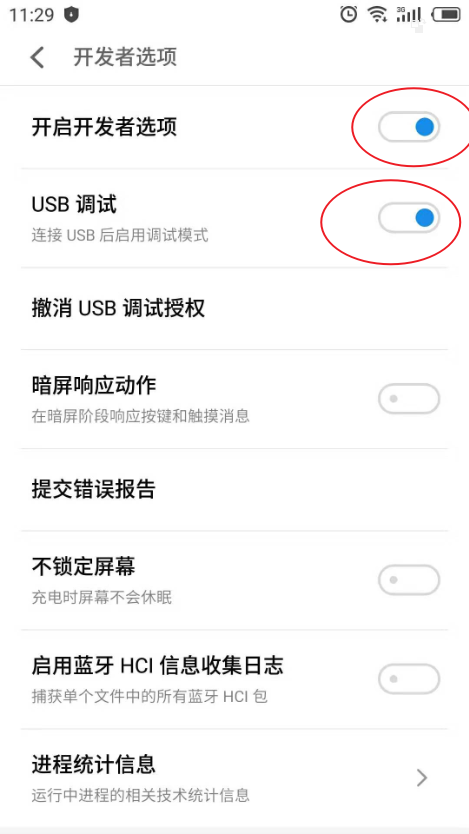 11:29
3G
开发者选项
开启开发者选项
USB 调试
连接 USB 后启用调试模式
撤消 USB 调试授权
暗屏响应动作
在暗屏阶段响应按键和触摸消息
提交错误报告
不锁定屏幕
充电时屏幕不会休眠
启用蓝牙 HCI 信息收集日志
捕获单个文件中的所有蓝牙 HCI 包
进程统计信息
运行中进程的相关技术统计信息